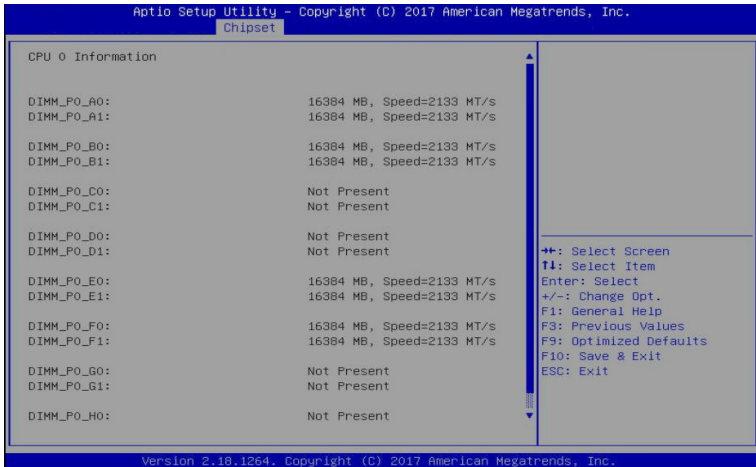 Aptio Setup Utility – Copyright (C) 2017 American Megatrends, Inc.
Chipset
CPU 0 Information
DIMM_P0_A0: 16384 MB, Speed=2133 MT/s
DIMM_P0_A1: 16384 MB, Speed=2133 MT/s
DIMM_P0_B0: 16384 MB, Speed=2133 MT/s
DIMM_P0_B1: 16384 MB, Speed=2133 MT/s
DIMM_P0_C0: Not Present
DIMM_P0_C1: Not Present
DIMM_P0_D0: Not Present
DIMM_P0_D1: Not Present
DIMM_P0_E0: 16384 MB, Speed=2133 MT/s
DIMM_P0_E1: 16384 MB, Speed=2133 MT/s
DIMM_P0_F0: 16384 MB, Speed=2133 MT/s
DIMM_P0_F1: 16384 MB, Speed=2133 MT/s
DIMM_P0_G0: Not Present
DIMM_P0_G1: Not Present
DIMM_P0_H0: Not Present
→←: Select Screen
↑↓: Select Item
Enter: Select
+/-: Change Opt.
F1: General Help
F3: Previous Values
F9: Optimized Defaults
F10: Save & Exit
ESC: Exit
Version 2.18.1264. Copyright (C) 2017 American Megatrends, Inc.